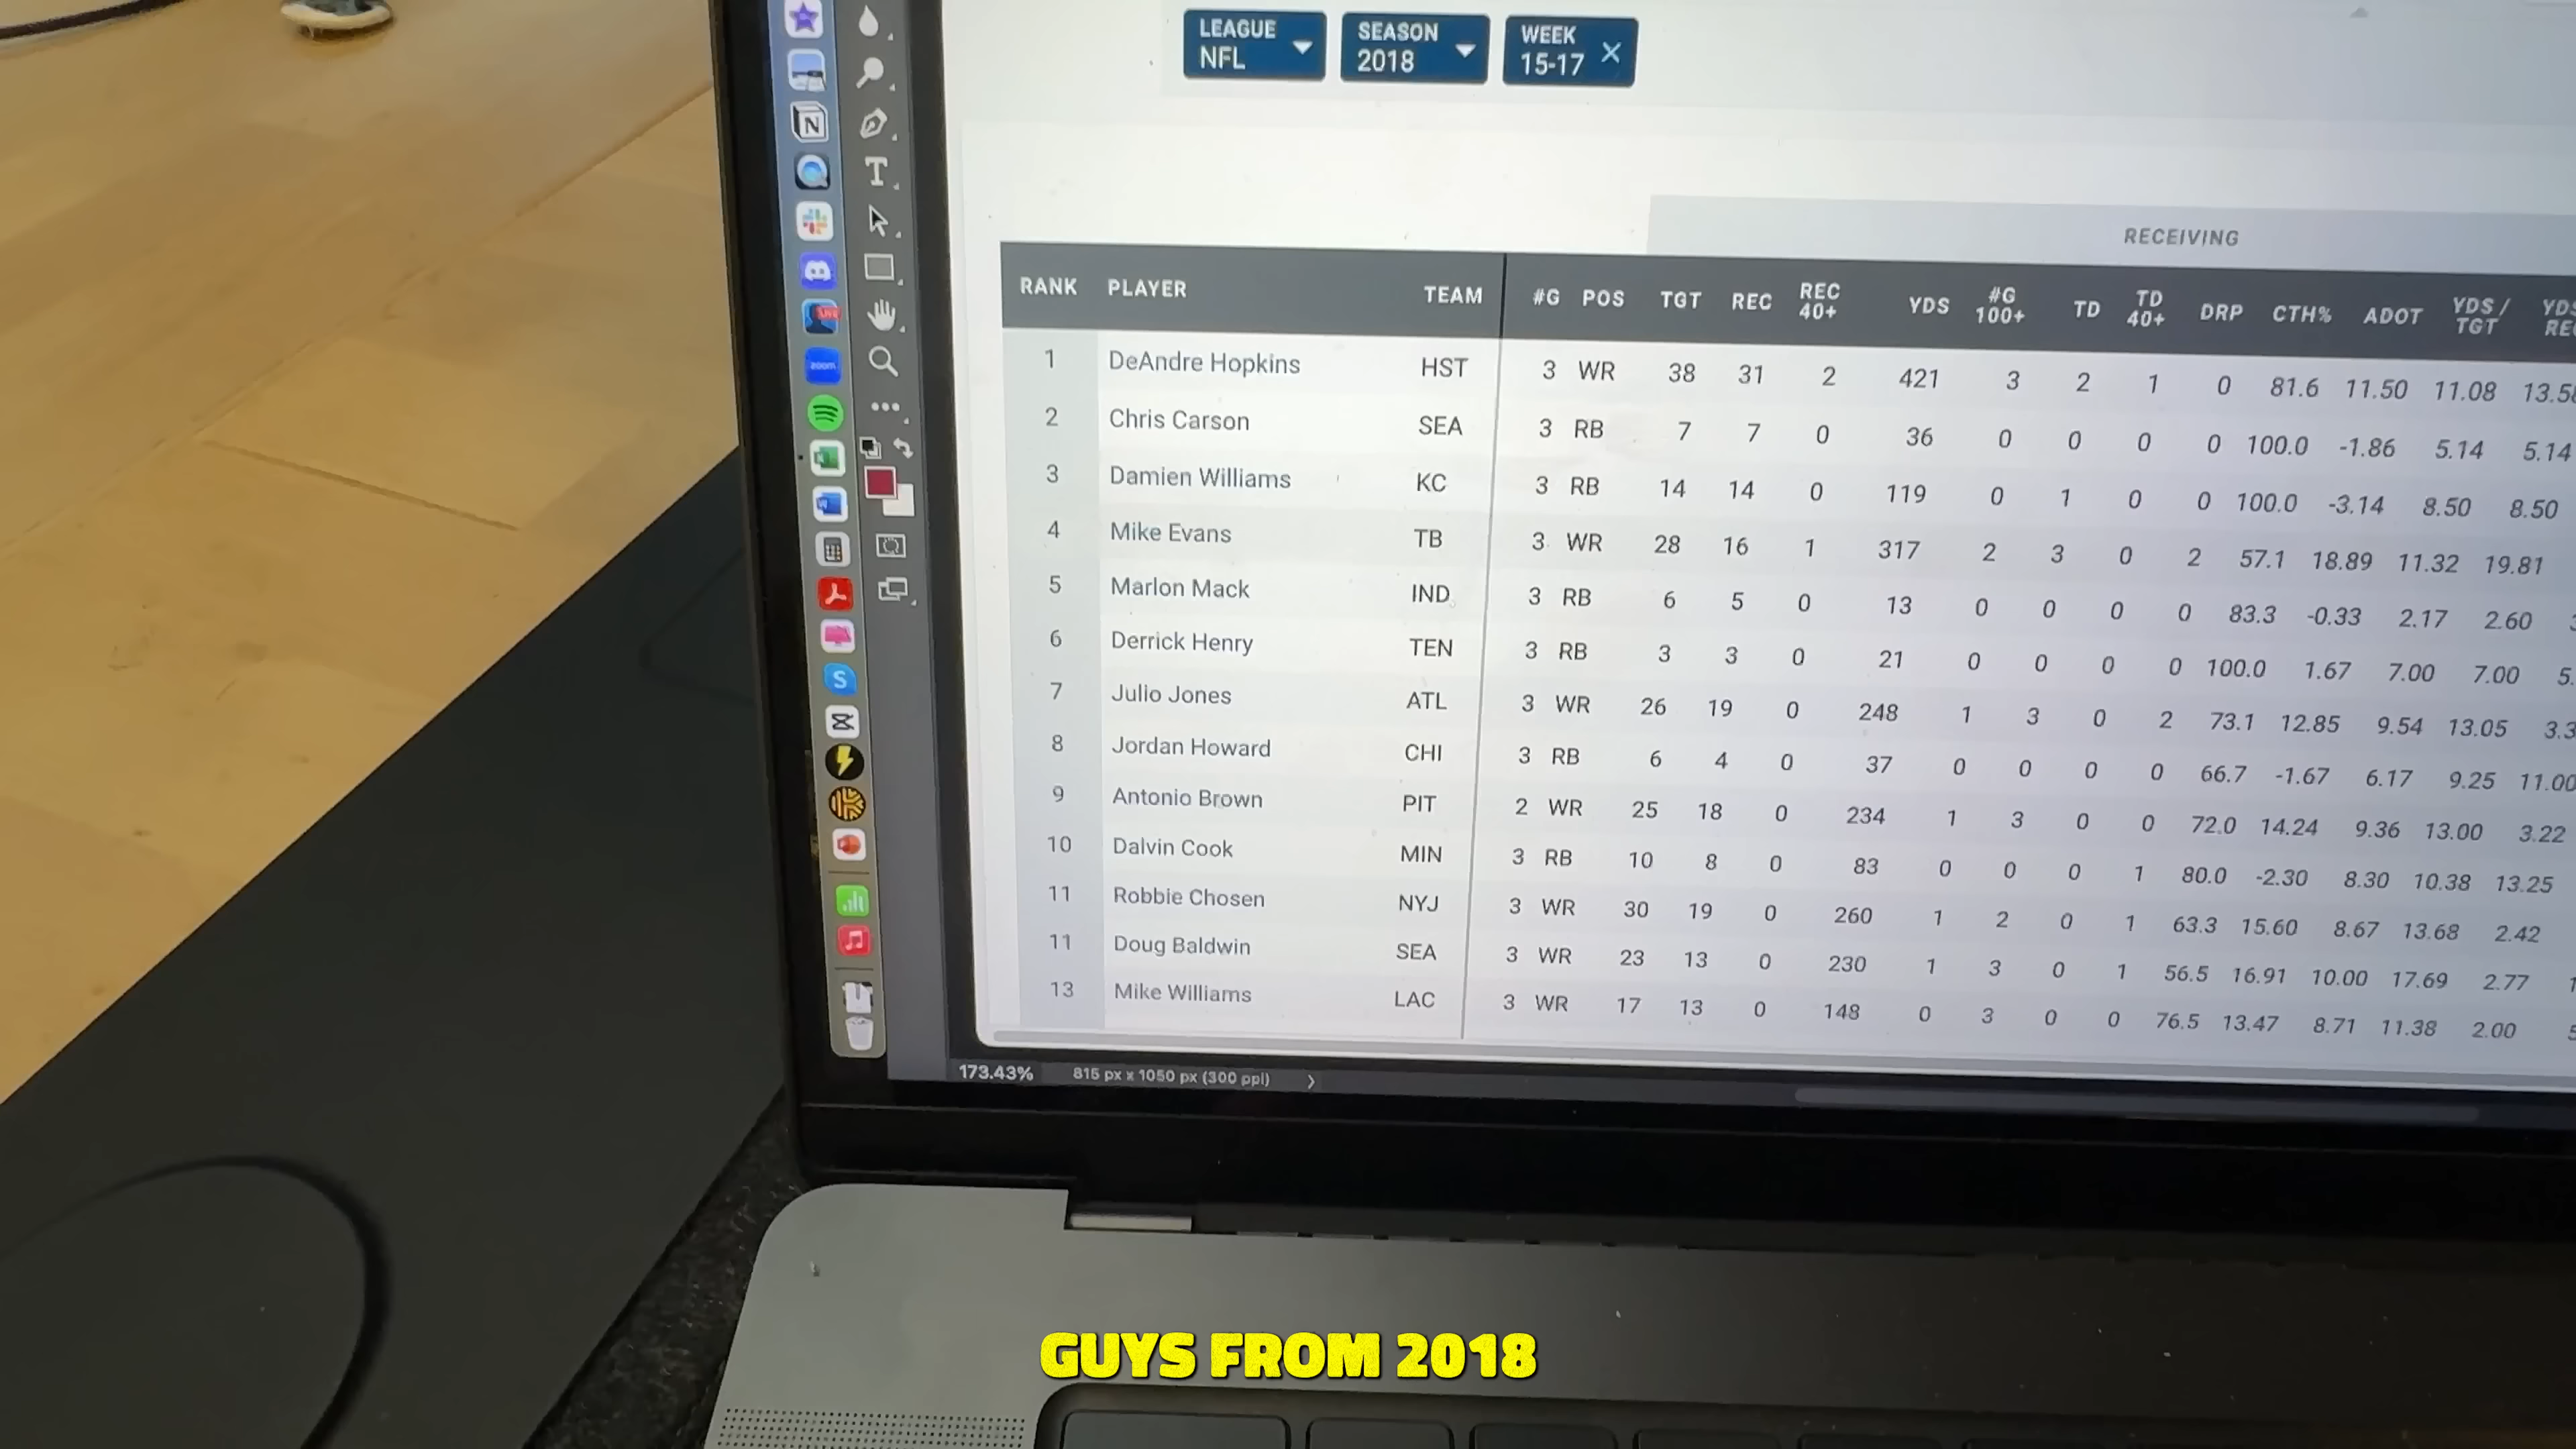 LEAGUE NFL
SEASON 2018
WEEK 15-17
RECEIVING
RANK PLAYER TEAM #G POS TGT REC REC 40+ YDS #G 100+ TD TD 40+ DRP CTH% ADOT YDS / TGT
1 DeAndre Hopkins HST 3 WR 38 31 2 421 3 2 1 0 81.6 11.50 11.08
2 Chris Carson SEA 3 RB 7 7 0 36 0 0 0 0 100.0 -1.86 5.14 5.14
3 Damien Williams KC 3 RB 14 14 0 119 0 1 0 0 100.0 -3.14 8.50 8.50
4 Mike Evans TB 3 WR 28 16 1 317 2 3 0 2 57.1 18.89 11.32 19.81
5 Marlon Mack IND 3 RB 6 5 0 13 0 0 0 0 83.3 -0.33 2.17 2.60
6 Derrick Henry TEN 3 RB 3 3 0 21 0 0 0 0 100.0 1.67 7.00 7.00
7 Julio Jones ATL 3 WR 26 19 0 248 1 3 0 2 73.1 12.85 9.54 13.05
8 Jordan Howard CHI 3 RB 6 4 0 37 0 0 0 0 66.7 -1.67 6.17 9.25 11.00
9 Antonio Brown PIT 2 WR 25 18 0 234 1 3 0 0 72.0 14.24 9.36 13.00 3.22
10 Dalvin Cook MIN 3 RB 10 8 0 83 0 0 0 1 80.0 -2.30 8.30 10.38 13.25
11 Robbie Chosen NYJ 3 WR 30 19 0 260 1 2 0 1 63.3 15.60 8.67 13.68 2.42
11 Doug Baldwin SEA 3 WR 23 13 0 230 1 3 0 1 56.5 16.91 10.00 17.69 2.77
13 Mike Williams LAC 3 WR 17 13 0 148 0 3 0 0 76.5 13.47 8.71 11.38 2.00
173.43% 815 px x 1050 px (300 ppi)
GUYS FROM 2018